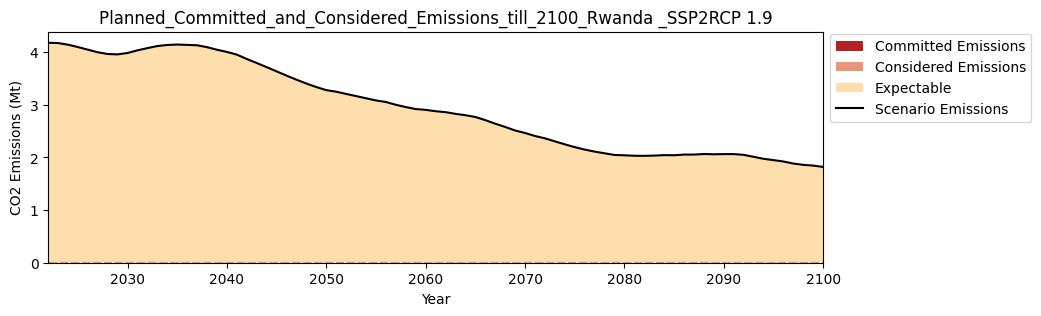 Planned_Committed_and_Considered_Emissions_till_2100_Rwanda _SSP2RCP 1.9
CO2 Emissions (Mt)
4
3
2
1
0
2030 2040 2050 2060 2070 2080 2090 2100
Year
Committed Emissions
Considered Emissions
Expectable
Scenario Emissions